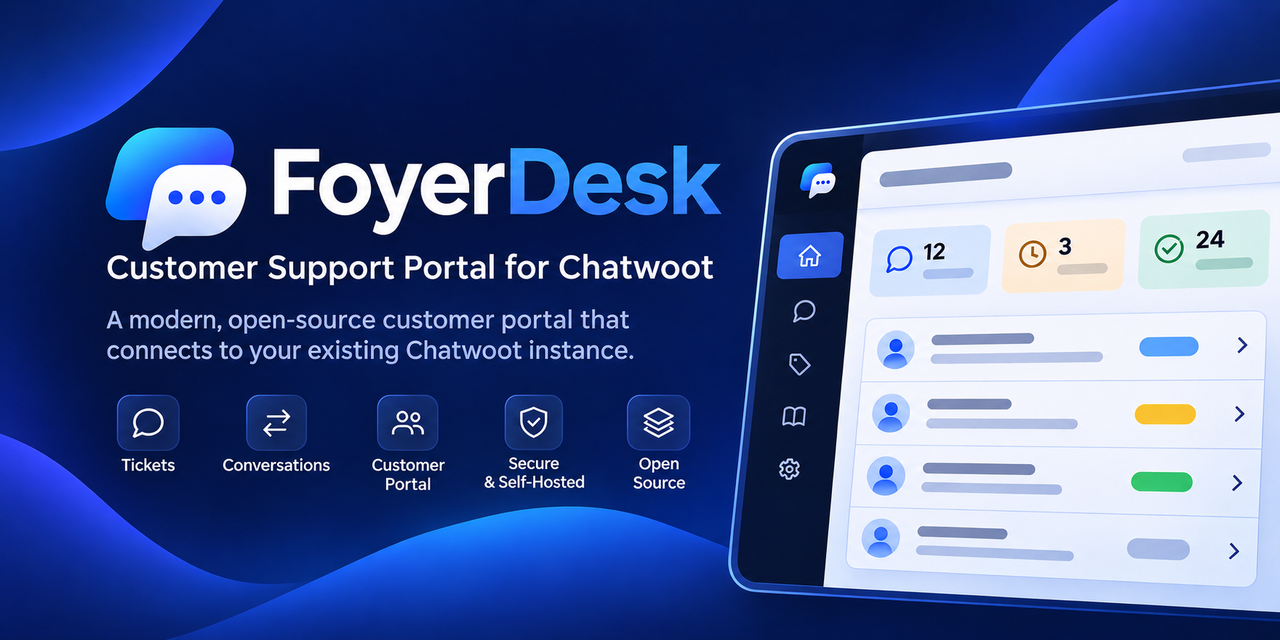 FoyerDesk
Customer Support Portal for Chatwoot
A modern, open-source customer portal that
connects to your existing Chatwoot instance.
Tickets
Conversations
Customer
Portal
Secure
& Self-Hosted
Open
Source
12
3
24